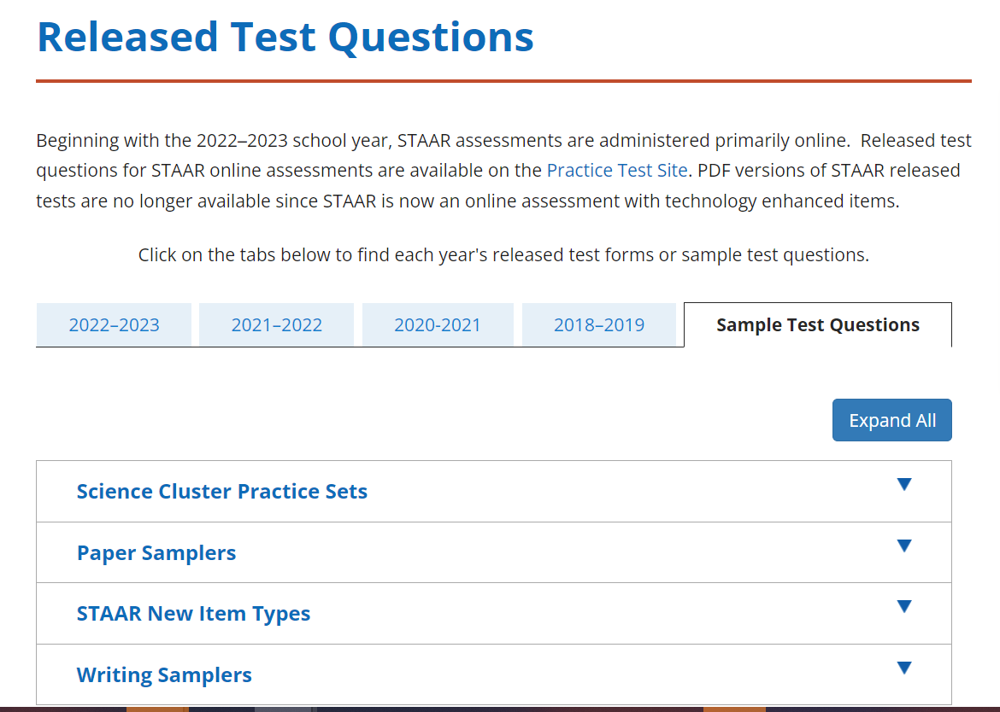 Released Test Questions
Beginning with the 2022–2023 school year, STAAR assessments are administered primarily online.  Released test
questions for STAAR online assessments are available on the Practice Test Site. PDF versions of STAAR released
tests are no longer available since STAAR is now an online assessment with technology enhanced items.
Click on the tabs below to find each year's released test forms or sample test questions.
2022–2023 2021–2022 2020-2021 2018–2019 Sample Test Questions
Expand All
Science Cluster Practice Sets
Paper Samplers
STAAR New Item Types
Writing Samplers